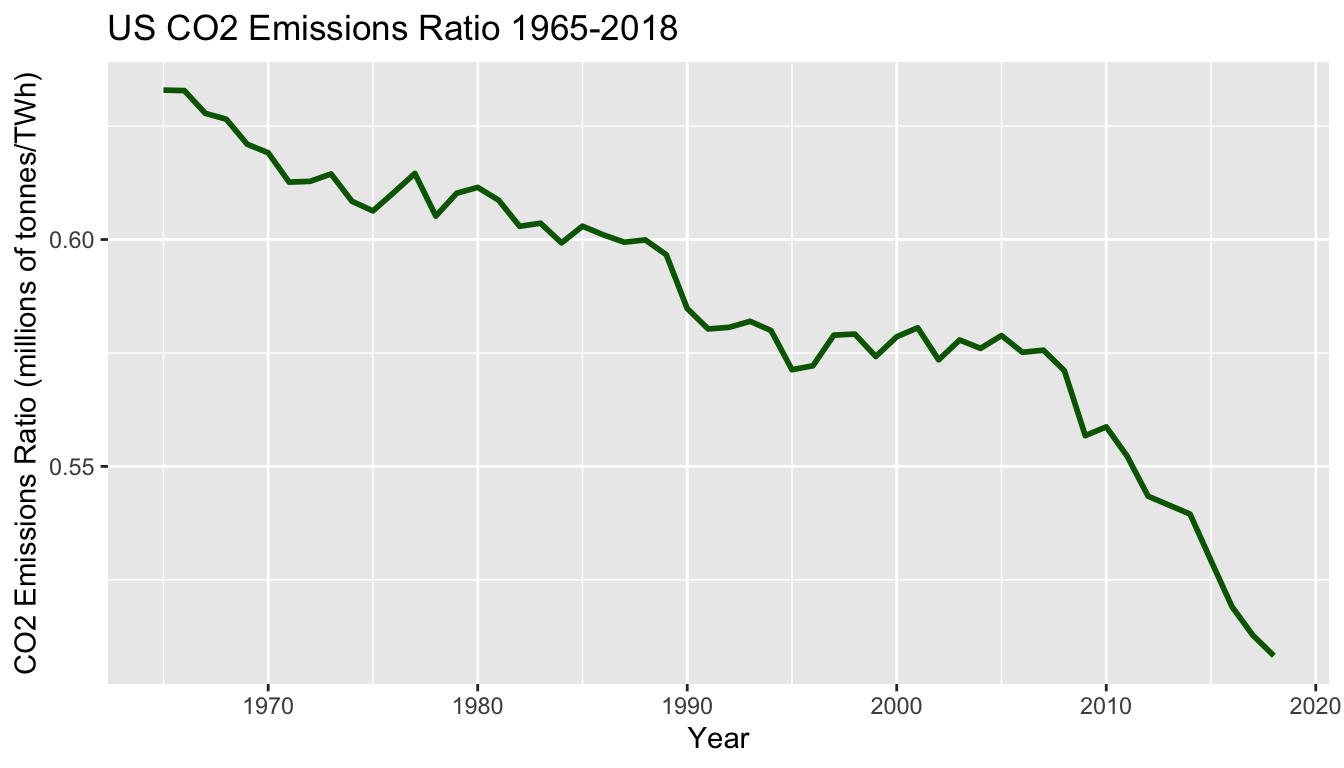 US CO2 Emissions Ratio 1965-2018
CO2 Emissions Ratio (millions of tonnes/TWh)
0.60
0.55
1970 1980 1990 2000 2010 2020
Year